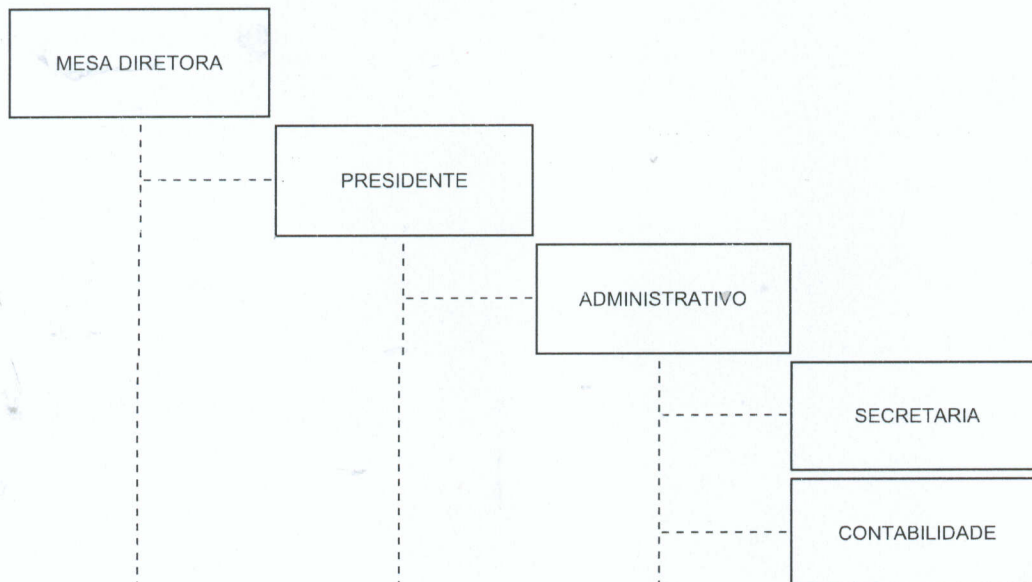 MESA DIRETORA
PRESIDENTE
ADMINISTRATIVO
SECRETARIA
CONTABILIDADE